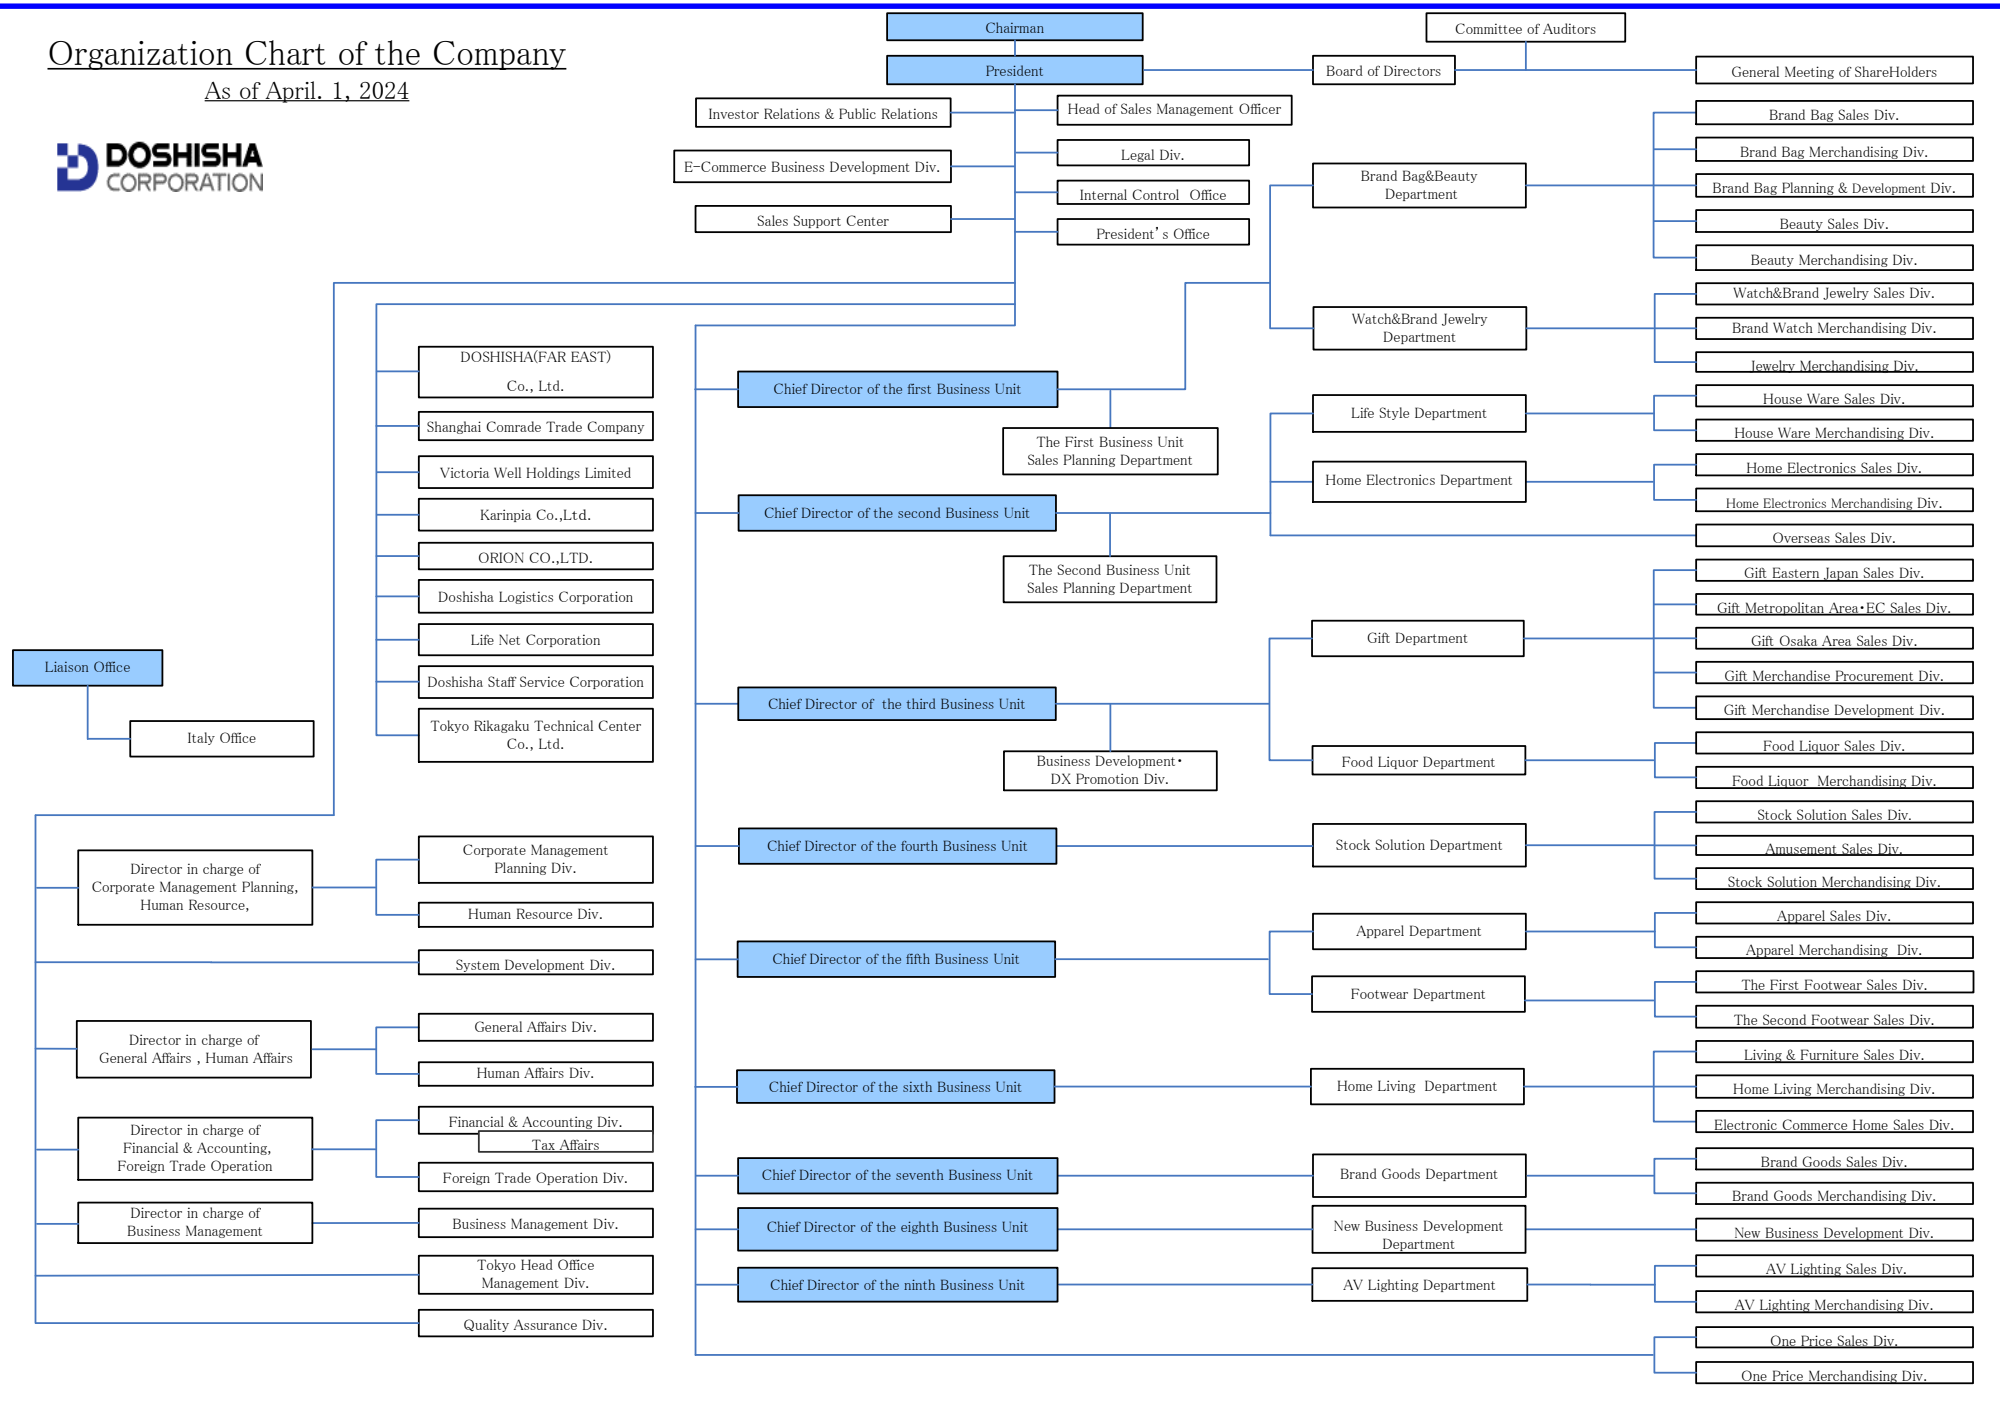 Organization Chart of the Company
As of April. 1, 2024
DOSHISHA
CORPORATION
Chairman
President
Committee of Auditors
Board of Directors
General Meeting of ShareHolders
Investor Relations & Public Relations
E-Commerce Business Development Div.
Sales Support Center
Head of Sales Management Officer
Legal Div.
Internal Control Office
President's Office
DOSHISHA(FAR EAST)
Co., Ltd.
Shanghai Comrade Trade Company
Victoria Well Holdings Limited
Karinpia Co.,Ltd.
ORION CO.,LTD.
Doshisha Logistics Corporation
Life Net Corporation
Doshisha Staff Service Corporation
Tokyo Rikagaku Technical Center
Co., Ltd.
Liaison Office
Italy Office
Director in charge of
Corporate Management Planning,
Human Resource,
Corporate Management
Planning Div.
Human Resource Div.
System Development Div.
Director in charge of
General Affairs , Human Affairs
General Affairs Div.
Human Affairs Div.
Director in charge of
Financial & Accounting,
Foreign Trade Operation
Financial & Accounting Div.
Tax Affairs
Foreign Trade Operation Div.
Director in charge of
Business Management
Business Management Div.
Tokyo Head Office
Management Div.
Quality Assurance Div.
Chief Director of the first Business Unit
The First Business Unit
Sales Planning Department
Brand Bag&Beauty
Department
Brand Bag Sales Div.
Brand Bag Merchandising Div.
Brand Bag Planning & Development Div.
Beauty Sales Div.
Beauty Merchandising Div.
Watch&Brand Jewelry
Department
Watch&Brand Jewelry Sales Div.
Brand Watch Merchandising Div.
Jewelry Merchandising Div.
Chief Director of the second Business Unit
The Second Business Unit
Sales Planning Department
Life Style Department
House Ware Sales Div.
House Ware Merchandising Div.
Home Electronics Department
Home Electronics Sales Div.
Home Electronics Merchandising Div.
Overseas Sales Div.
Chief Director of the third Business Unit
Business Development・
DX Promotion Div.
Gift Department
Gift Eastern Japan Sales Div.
Gift Metropolitan Area・EC Sales Div.
Gift Osaka Area Sales Div.
Gift Merchandise Procurement Div.
Gift Merchandise Development Div.
Food Liquor Department
Food Liquor Sales Div.
Food Liquor Merchandising Div.
Chief Director of the fourth Business Unit
Stock Solution Department
Stock Solution Sales Div.
Amusement Sales Div.
Stock Solution Merchandising Div.
Chief Director of the fifth Business Unit
Apparel Department
Apparel Sales Div.
Apparel Merchandising Div.
Footwear Department
The First Footwear Sales Div.
The Second Footwear Sales Div.
Chief Director of the sixth Business Unit
Home Living Department
Living & Furniture Sales Div.
Home Living Merchandising Div.
Electronic Commerce Home Sales Div.
Chief Director of the seventh Business Unit
Brand Goods Department
Brand Goods Sales Div.
Brand Goods Merchandising Div.
Chief Director of the eighth Business Unit
New Business Development
Department
New Business Development Div.
Chief Director of the ninth Business Unit
AV Lighting Department
AV Lighting Sales Div.
AV Lighting Merchandising Div.
One Price Sales Div.
One Price Merchandising Div.